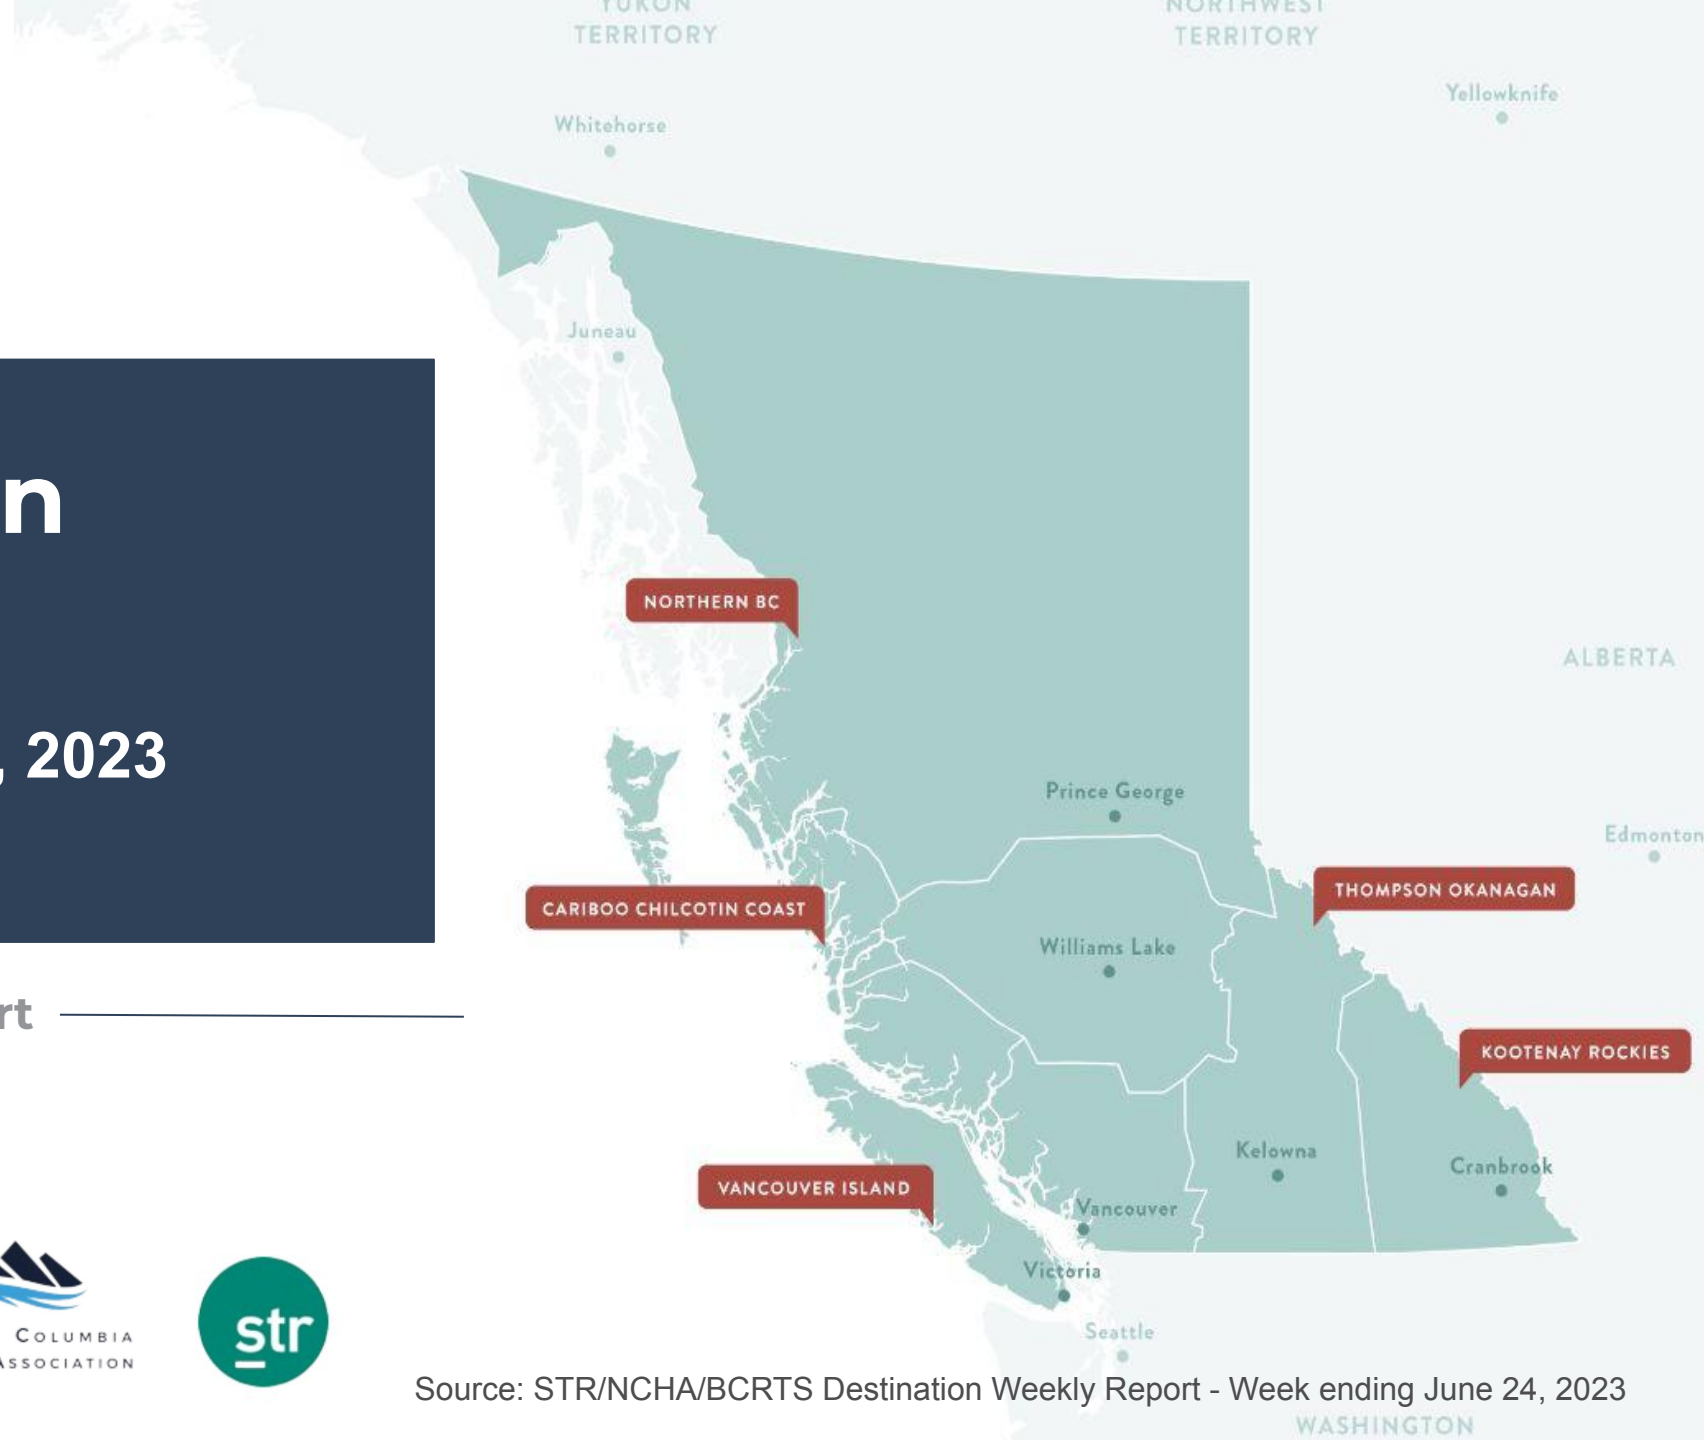 YUKON
TERRITORY
NORTHWEST
TERRITORY
Yellowknife
Whitehorse
Juneau
n
, 2023
NORTHERN BC
ALBERTA
Prince George
Edmonton
THOMPSON OKANAGAN
CARIBOO CHILCOTIN COAST
Williams Lake
rt
KOOTENAY ROCKIES
Kelowna
Cranbrook
VANCOUVER ISLAND
Vancouver
Victoria
Seattle
COLUMBIA
ASSOCIATION
str
Source: STR/NCHA/BCRTS Destination Weekly Report - Week ending June 24, 2023
WASHINGTON